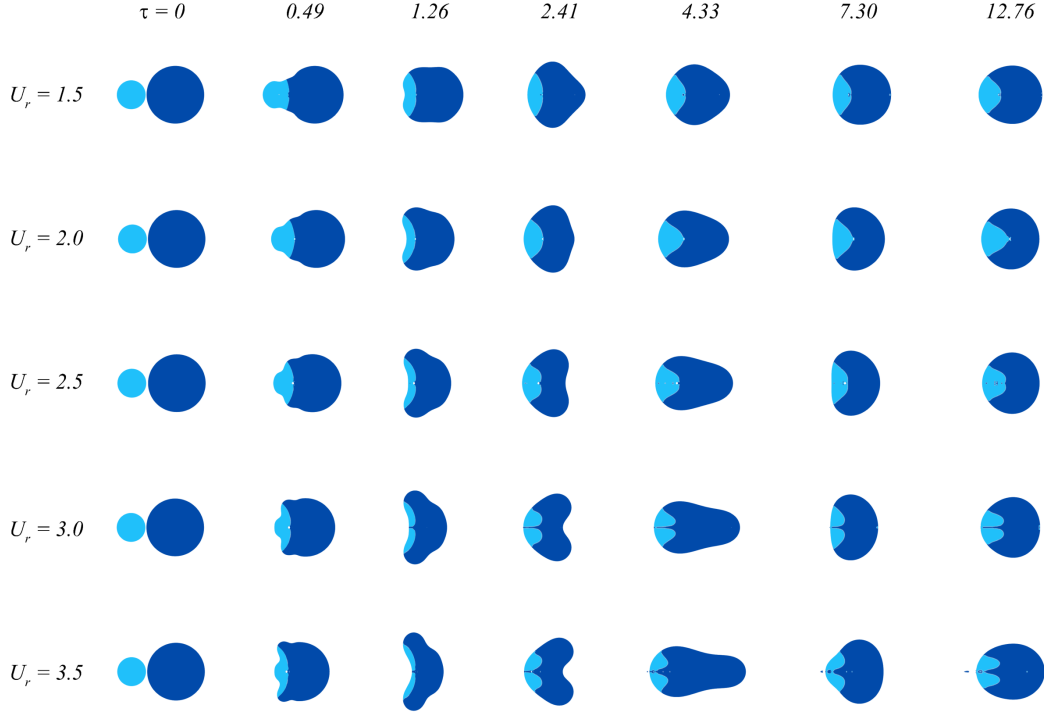 τ = 0 0.49 1.26 2.41 4.33 7.30 12.76
U_r = 1.5
U_r = 2.0
U_r = 2.5
U_r = 3.0
U_r = 3.5